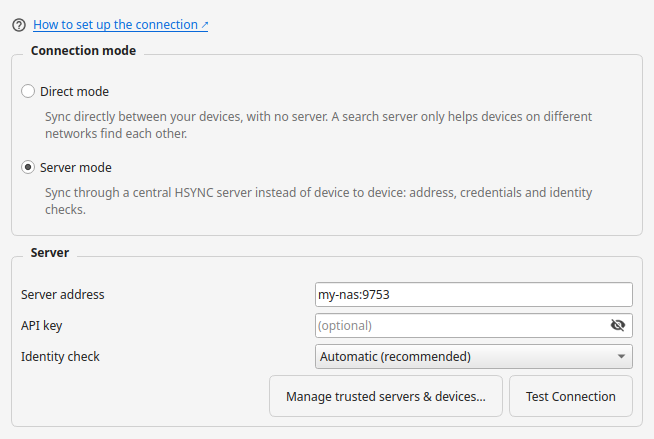 How to set up the connection ↗
Connection mode
Direct mode
Sync directly between your devices, with no server. A search server only helps devices on different
networks find each other.
Server mode
Sync through a central HSYNC server instead of device to device: address, credentials and identity
checks.
Server
Server address
my-nas:9753
API key
(optional)
Identity check
Automatic (recommended)
Manage trusted servers & devices...
Test Connection